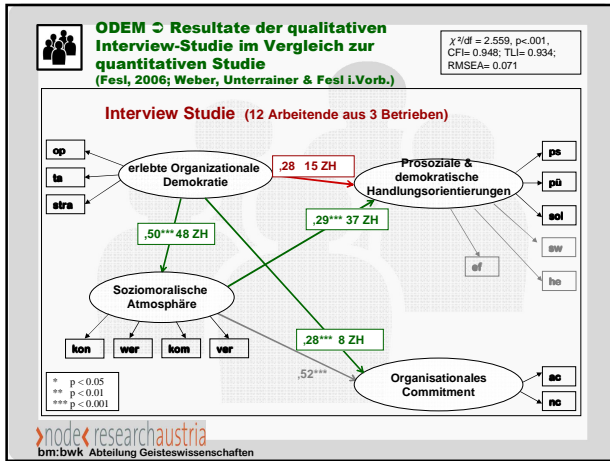 ODEM ➲ Resultate der qualitativen
Interview-Studie im Vergleich zur
quantitativen Studie
(Fesl, 2006; Weber, Unterrainer & Fesl i.Vorb.)
χ²/df = 2.559, p<.001,
CFI= 0.948; TLI= 0.934;
RMSEA= 0.071
Interview Studie (12 Arbeitende aus 3 Betrieben)
op
ta
stra
erlebte Organizationale
Demokratie
,28 15 ZH
Prosoziale &
demokratische
Handlungsorientierungen
ps
pü
sol
sw
he
ef
,50*** 48 ZH
,29*** 37 ZH
Soziomoralische
Atmosphäre
kon
wer
kom
ver
,28*** 8 ZH
,52***
Organisationales
Commitment
ac
nc
* p < 0.05
** p < 0.01
*** p < 0.001
>node< research austria
bm:bwk Abteilung Geisteswissenschaften